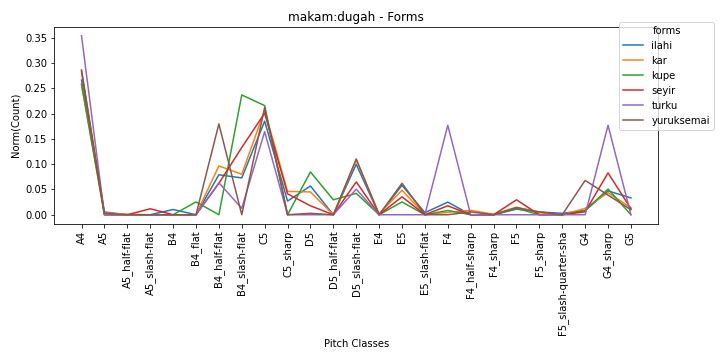 makam:dugah - Forms
forms
ilahi
kar
kupe
seyir
turku
yuruksemai
Norm(Count)
0.35
0.30
0.25
0.20
0.15
0.10
0.05
0.00
A4
A5
A5_half-flat
A5_slash-flat
B4
B4_flat
B4_half-flat
B4_slash-flat
C5
C5_sharp
D5
D5_half-flat
D5_slash-flat
E4
E5
E5_slash-flat
F4
F4_half-sharp
F4_sharp
F5
F5_sharp
F5_slash-quarter-sha
G4
G4_sharp
G5
Pitch Classes